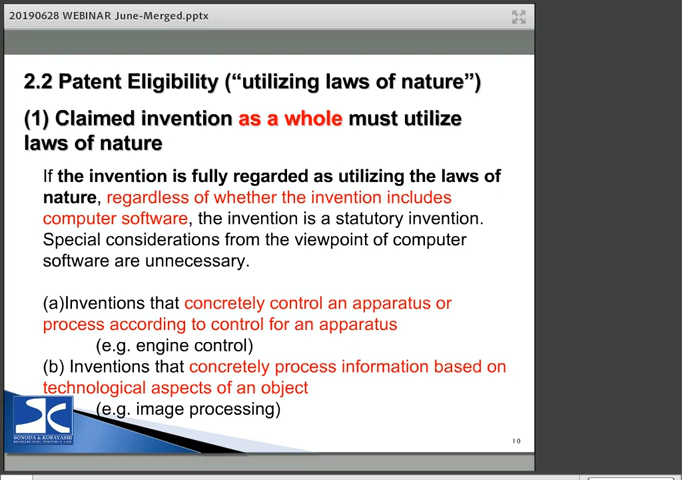 20190628 WEBINAR June-Merged.pptx
2.2 Patent Eligibility (“utilizing laws of nature”)
(1) Claimed invention as a whole must utilize
laws of nature
If the invention is fully regarded as utilizing the laws of
nature, regardless of whether the invention includes
computer software, the invention is a statutory invention.
Special considerations from the viewpoint of computer
software are unnecessary.
(a)Inventions that concretely control an apparatus or
process according to control for an apparatus
(e.g. engine control)
(b) Inventions that concretely process information based on
technological aspects of an object
(e.g. image processing)
SONODA & KOBAYASHI
INTELLECTUAL PROPERTY LAW
10